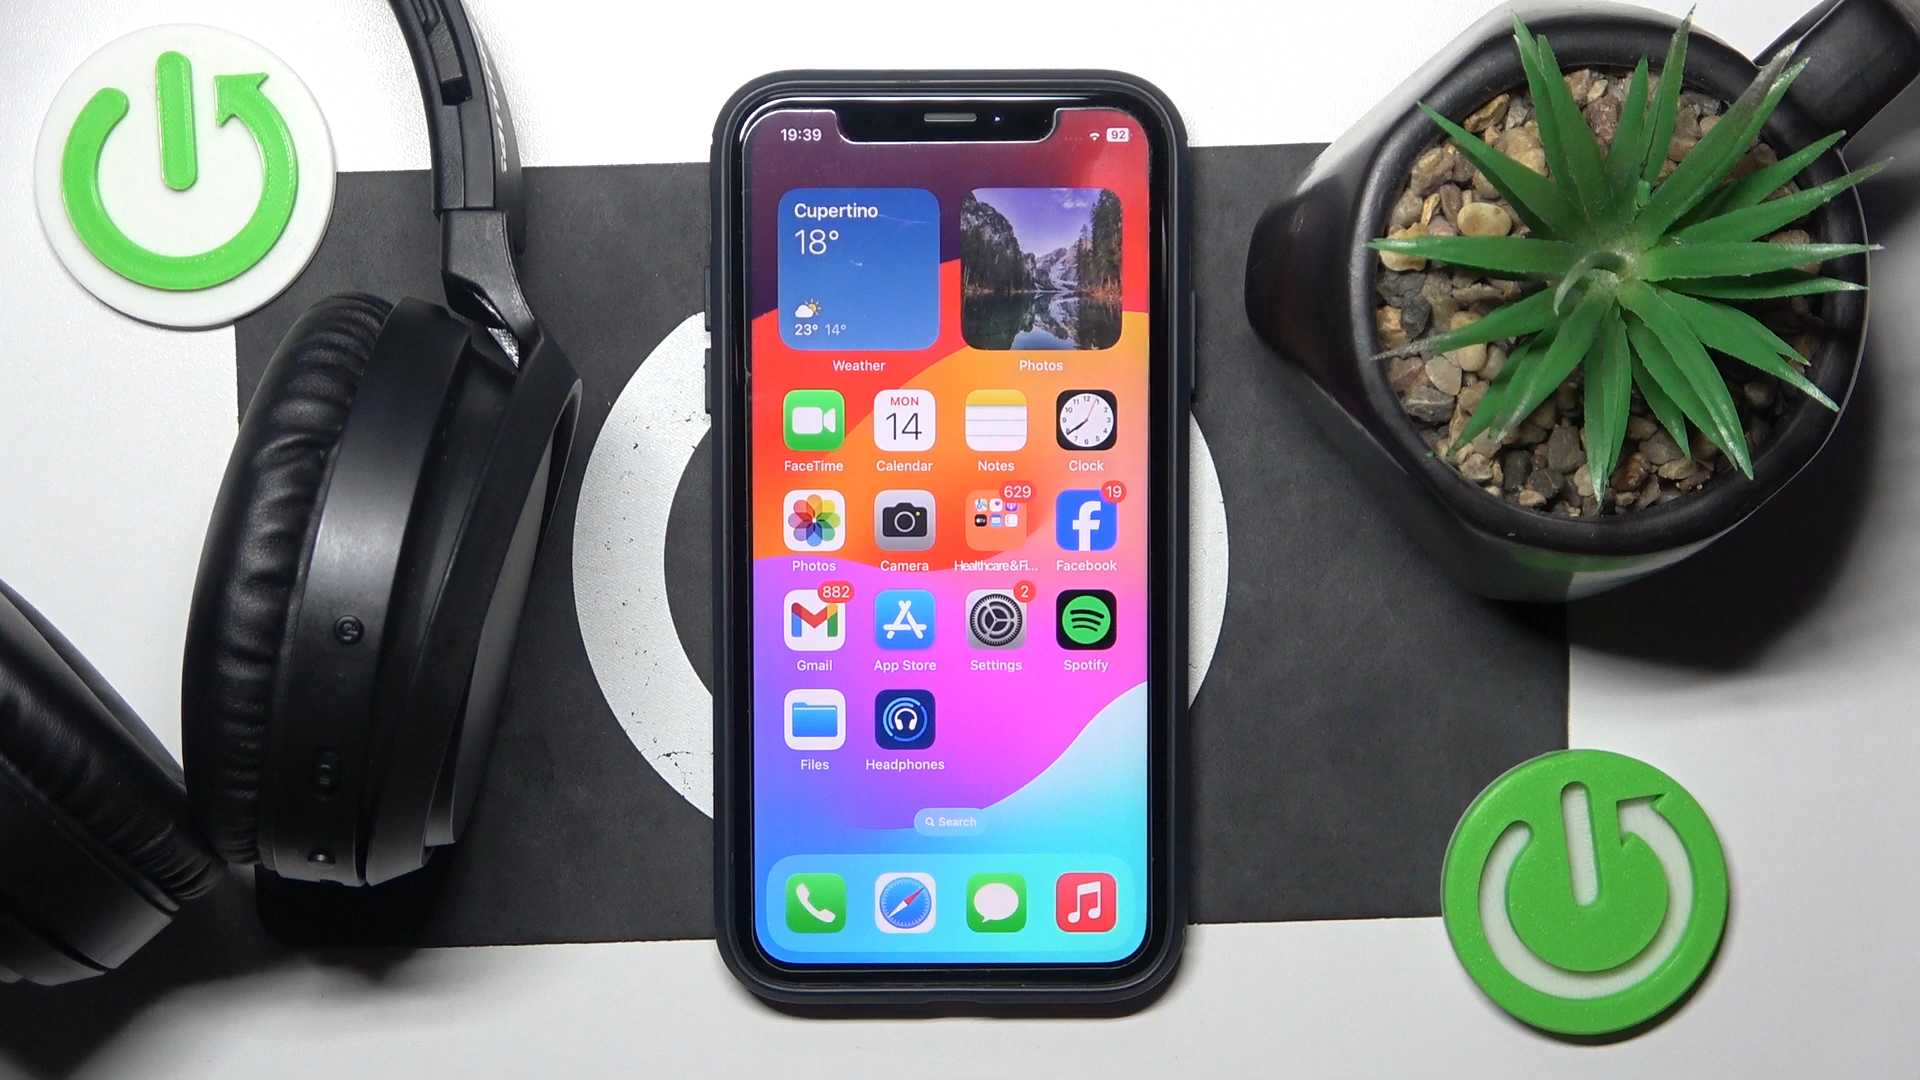 19:39
92
Cupertino
18°
23° 14°
Weather
Photos
MON
14
FaceTime
Calendar
Notes
Clock
629
19
Photos
Camera
Healthcare&Fi...
Facebook
882
2
Gmail
App Store
Settings
Spotify
Files
Headphones
Search